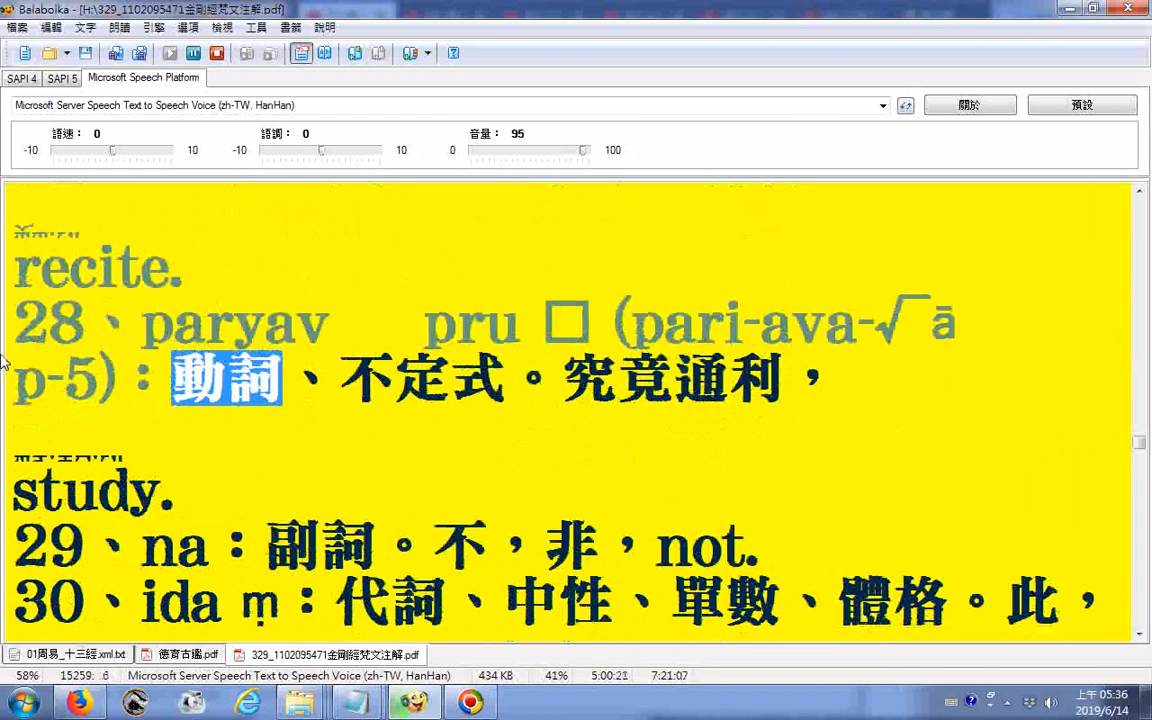 Balabolka - [H:\329_1102095471金剛經梵文注解.pdf]
檔案 編輯 文字 朗讀 引擎 選項 檢視 工具 書籤 說明
SAPI 4 SAPI 5 Microsoft Speech Platform
Microsoft Server Speech Text to Speech Voice (zh-TW, HanHan) 關於 預設
語速: 0 語調: 0 音量: 95
-10 10 -10 10 0 100
recite.
28、paryav pru □ (pari-ava-√ ā
p-5)：動詞、不定式。究竟通利，
study.
29、na：副詞。不，非，not.
30、ida ṃ：代詞、中性、單數、體格。此，
01周易_十三經.xml.txt 德育古鑑.pdf 329_1102095471金剛經梵文注解.pdf
58% Microsoft Server Speech Text to Speech Voice (zh-TW, HanHan) 434 KB 41% 5:00:21 7:21:07
上午 05:36
2019/6/14